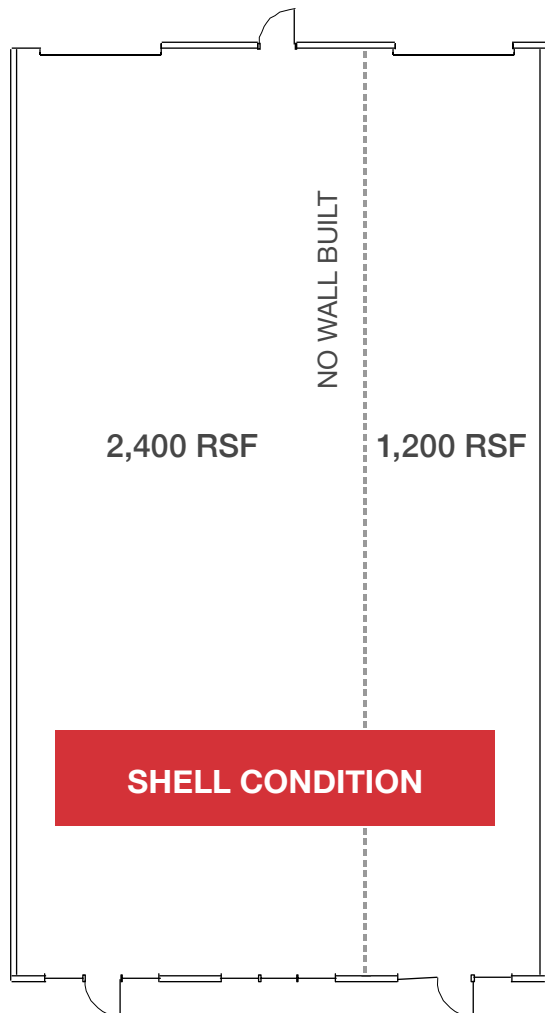 NO WALL BUILT
2,400 RSF
1,200 RSF
SHELL CONDITION